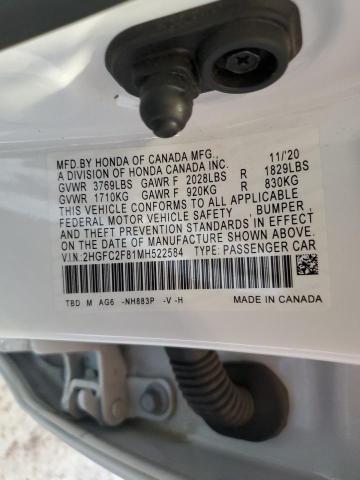 MFD.BY HONDA OF CANADA MFG. 11/'20
A DIVISION OF HONDA CANADA INC.
GVWR 3769LBS GAWR F 2028LBS R 1829LBS
GVWR 1710KG GAWR F 920KG R 830KG
THIS VEHICLE CONFORMS TO ALL APPLICABLE
FEDERAL MOTOR VEHICLE SAFETY, BUMPER,
AND THEFT PREVENTION STANDARDS IN EFFECT
ON THE DATE OF MANUFACTURE SHOWN ABOVE.
V.I.N.:2HGFC2F81MH522584 TYPE: PASSENGER CAR
TBD M AG6 -NH883P -V -H MADE IN CANADA